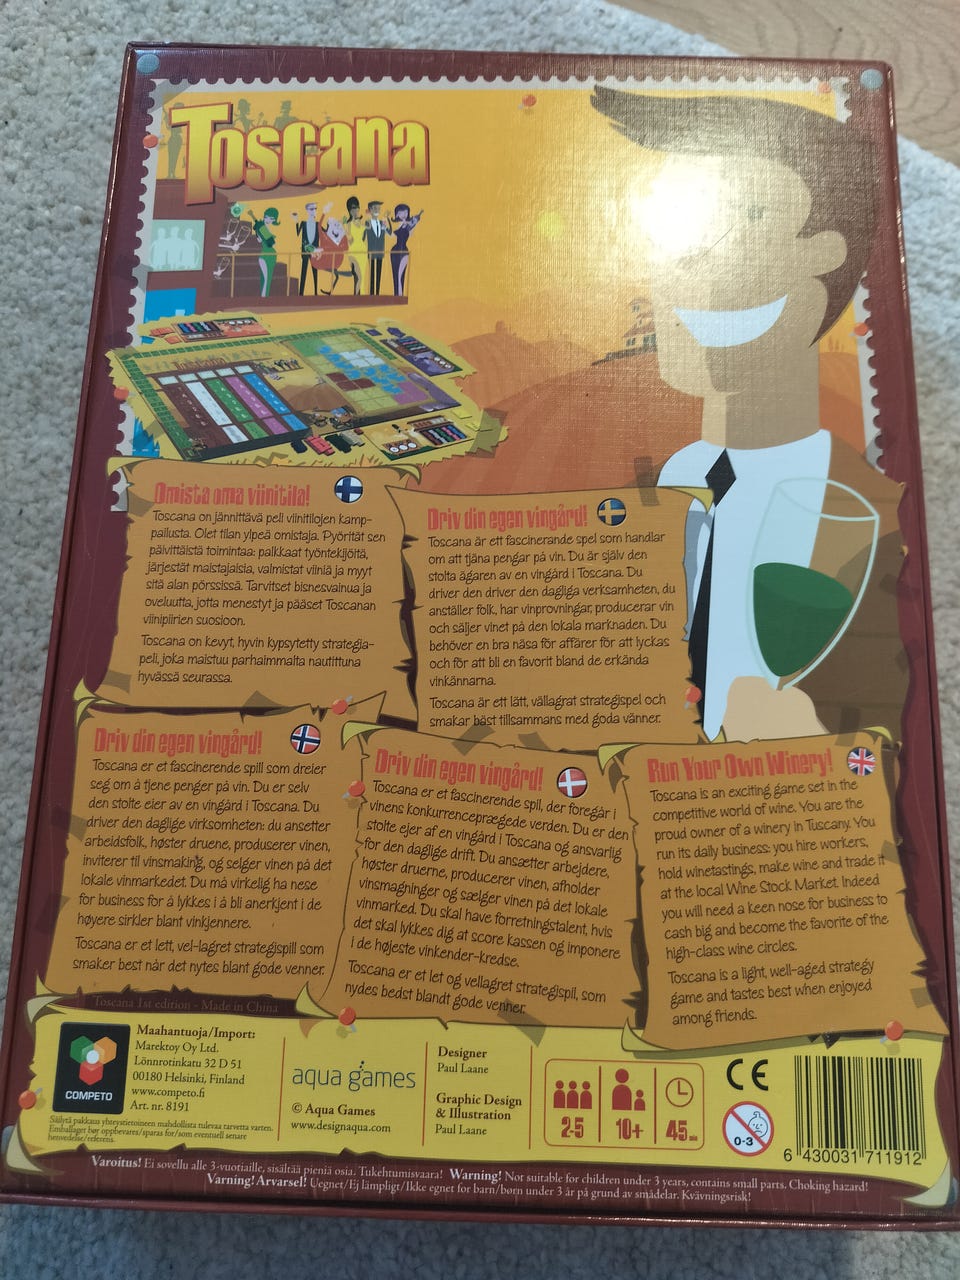 Toscana
Omista oma viinitila!
Toscana on jännittävä peli viinitilojen kamp-
pailusta. Olet tilan ylpeä omistaja. Pyörität sen
päivittäistä toimintaa: palkkaat työntekijöitä,
järjestät maistajaisia, valmistat viiniä ja myyt
sitä alan pörssissä. Tarvitset bisnesvainua ja
oveluutta, jotta menestyt ja pääset Toscanan
viinipiirien suosioon.
Toscana on kevyt, hyvin kypsytetty strategia-
peli, joka maistuu parhaimmalta nautittuna
hyvässä seurassa.
Driv din egen vingård!
Toscana är ett fascinerande spel som handlar
om att tjäna pengar på vin. Du är själv den
stolta ägaren av en vingård i Toscana. Du
driver den driver den dagliga verksamheten, du
anställer folk, har vinprovningar, producerar vin
och säljer vinet på den lokala marknaden. Du
behöver en bra näsa för affärer för att lyckas
och för att bli en favorit bland de erkända
vinkännarna.
Toscana är ett lätt, vällagrat strategispel och
smakar bäst tillsammans med goda vänner.
Driv din egen vingård!
Toscana er et fascinerende spill som dreier
seg om å tjene penger på vin. Du er selv
den stolte eier av en vingård i Toscana. Du
driver den daglige virksomheten: du ansetter
arbeidsfolk, høster druene, produserer vinen,
inviterer til vinsmaking, og selger vinen på det
lokale vinmarkedet. Du må virkelig ha nese
for business for å lykkes i å bli anerkjent i de
høyere sirkler blant vinkjennere.
Toscana er et lett, vel-lagret strategispill som
smaker best når det nytes blant gode venner.
Driv din egen vingård!
Toscana er et fascinerende spil, der foregår i
vinens konkurrenceprægede verden. Du er den
stolte ejer af en vingård i Toscana og ansvarlig
for den daglige drift. Du ansætter arbejdere,
høster druerne, producerer vinen, afholder
vinsmagninger og sælger vinen på det lokale
vinmarked. Du skal have forretningstalent, hvis
det skal lykkes dig at score kassen og imponere
i de højeste vinkender-kredse.
Toscana er et let og vellagret strategispil, som
nydes bedst blandt gode venner.
Run Your Own Winery!
Toscana is an exciting game set in the
competitive world of wine. You are the
proud owner of a winery in Tuscany. You
run its daily business: you hire workers,
hold winetastings, make wine and trade it
at the local Wine Stock Market. Indeed
you will need a keen nose for business to
cash big and become the favorite of the
high-class wine circles.
Toscana is a light, well-aged strategy
game and tastes best when enjoyed
among friends.
Toscana 1st edition - Made in China
COMPETO
Maahantuoja/Import:
Marektoy Oy Ltd.
Lönnrotinkatu 32 D 51
00180 Helsinki, Finland
www.competo.fi
Art. nr. 8191
Säilytä pakkaus yhteystietoineen mahdollista tulevaa tarvetta varten.
Emballaget bør oppbevares/sparas for/som eventuell senare
henvedelse/referens.
aqua games
© Aqua Games
www.designaqua.com
Designer
Paul Laane
Graphic Design
& Illustration
Paul Laane
2-5
10+
45 min
CE
0-3
6 430031 711912
Varoitus! Ei sovellu alle 3-vuotiaille, sisältää pieniä osia. Tukehtumisvaara! Warning! Not suitable for children under 3 years, contains small parts. Choking hazard!
Varning! Advarsel! Uegnet/Ej lämpligt/Ikke egnet for barn/børn under 3 år på grund av smådelar. Kvävningsrisk!